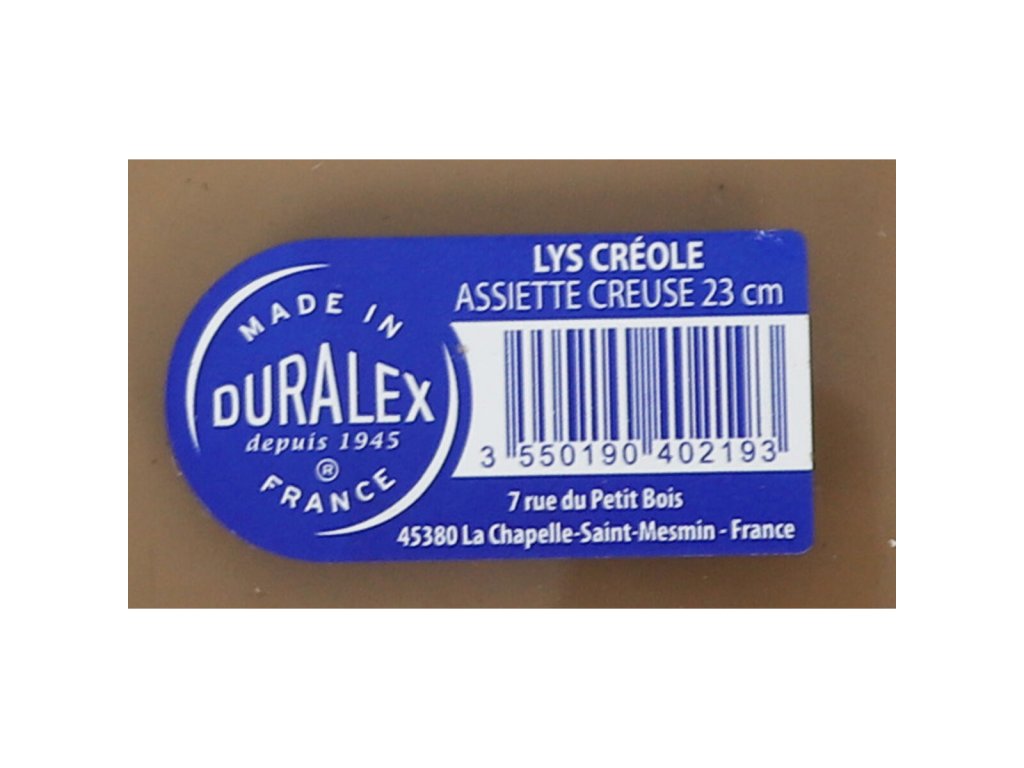 LYS CRÉOLE
ASSIETTE CREUSE 23 cm
MADE IN
DURALEX
depuis 1945
®
FRANCE
3 550190 402193
7 rue du Petit Bois
45380 La Chapelle-Saint-Mesmin - France